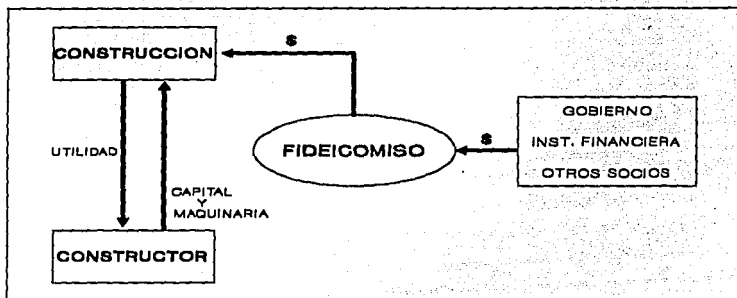 CONSTRUCCION
$
GOBIERNO
INST. FINANCIERA
OTROS SOCIOS
FIDEICOMISO
$
UTILIDAD
CAPITAL
Y
MAQUINARIA
CONSTRUCTOR